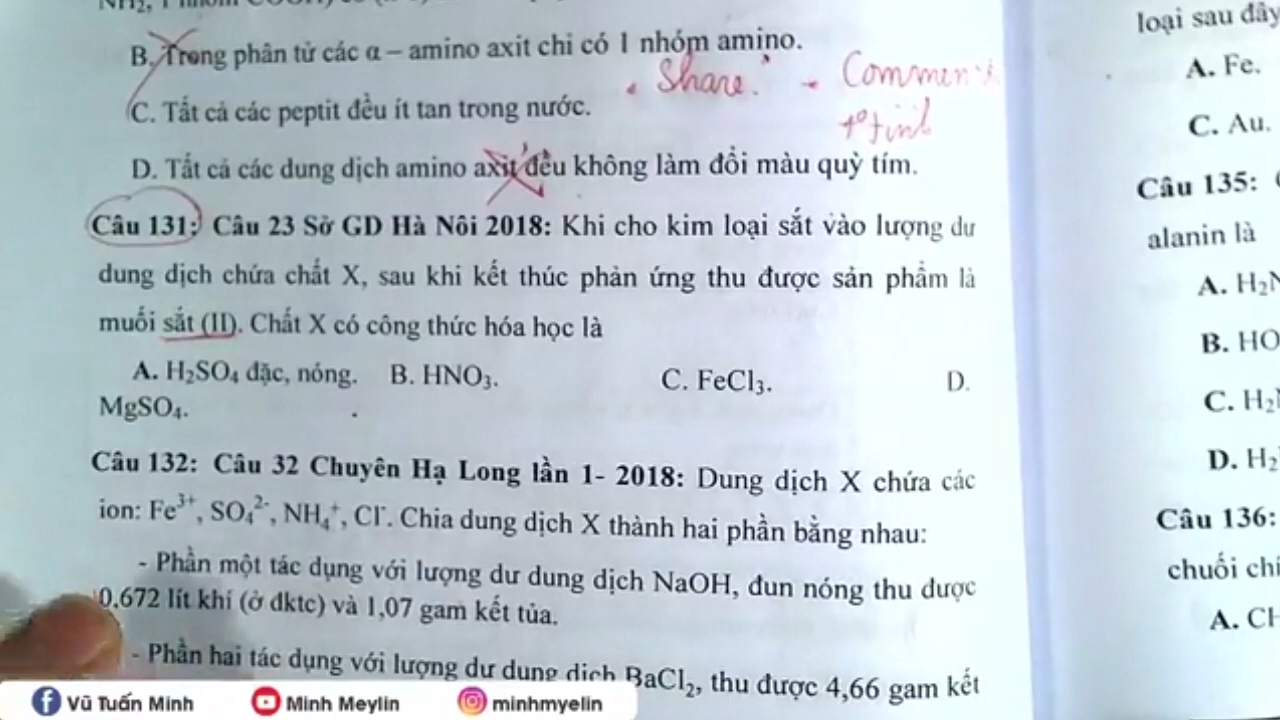 B. Trong phân tử các α – amino axit chỉ có 1 nhóm amino.
Share.
Comment
C. Tất cả các peptit đều ít tan trong nước.
D. Tất cả các dung dịch amino axit đều không làm đổi màu quỳ tím.
Câu 131: Câu 23 Sở GD Hà Nôi 2018: Khi cho kim loại sắt vào lượng dư
dung dịch chứa chất X, sau khi kết thúc phản ứng thu được sản phẩm là
muối sắt (II). Chất X có công thức hóa học là
A. H₂SO₄ đặc, nóng. B. HNO₃. C. FeCl₃. D.
MgSO₄.
Câu 132: Câu 32 Chuyên Hạ Long lần 1- 2018: Dung dịch X chứa các
ion: Fe³⁺, SO₄²⁻, NH₄⁺, Cl⁻. Chia dung dịch X thành hai phần bằng nhau:
- Phần một tác dụng với lượng dư dung dịch NaOH, đun nóng thu được
0.672 lít khí (ở đktc) và 1,07 gam kết tủa.
- Phần hai tác dụng với lượng dư dung dịch BaCl₂, thu được 4,66 gam kết
loại sau đây
A. Fe.
C. Au.
Câu 135:
alanin là
A. H₂N
B. HO
C. H₂
D. H₂
Câu 136:
chuỗi chỉ
A. CH
Vũ Tuấn Minh
Minh Meylin
minhmyelin